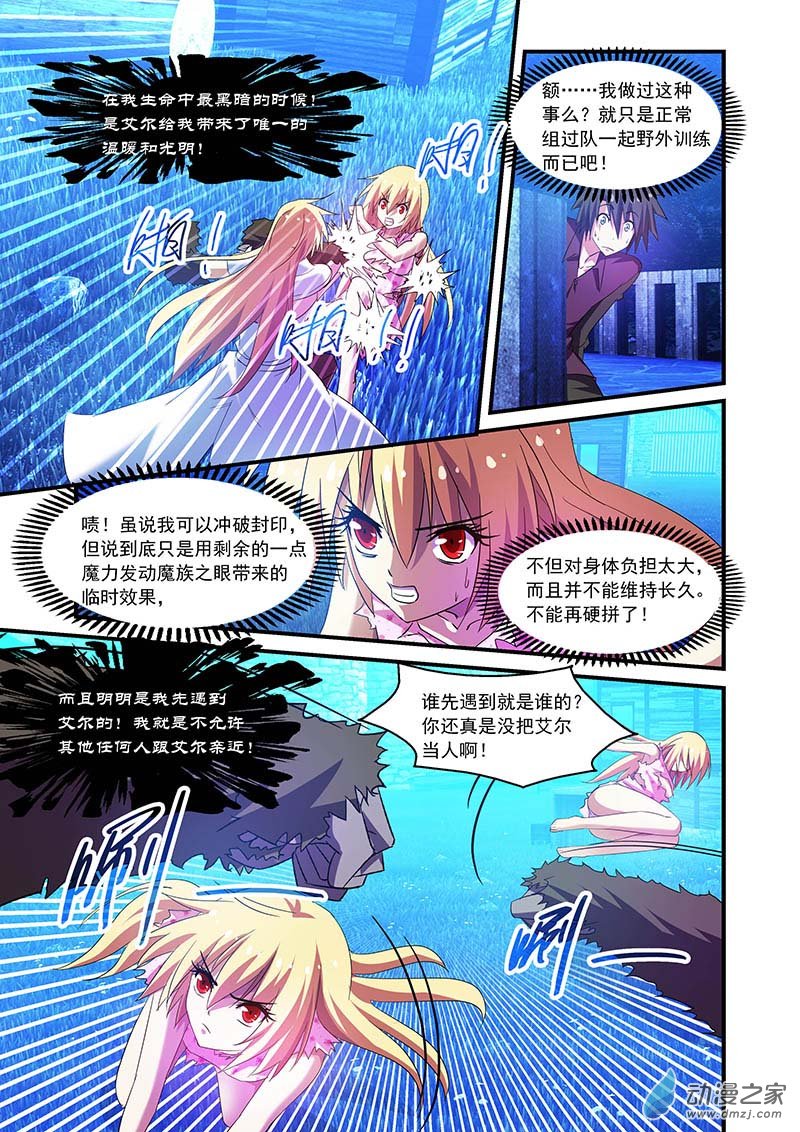 在我生命中最黑暗的时候！
是艾尔给我带来了唯一的
温暖和光明！
额……我做过这种
事么？就只是正常
组过队一起野外训练
而已吧！
啪！
啪！
啪！！
啧！虽说我可以冲破封印，
但说到底只是用剩余的一点
魔力发动魔族之眼带来的
临时效果，
不但对身体负担太大，
而且并不能维持长久。
不能再硬拼了！
而且明明是我先遇到
艾尔的！我就是不允许
其他任何人跟艾尔亲近！
谁先遇到就是谁的？
你还真是没把艾尔
当人啊！
唰——
唰——
动漫之家
www.dmzj.com